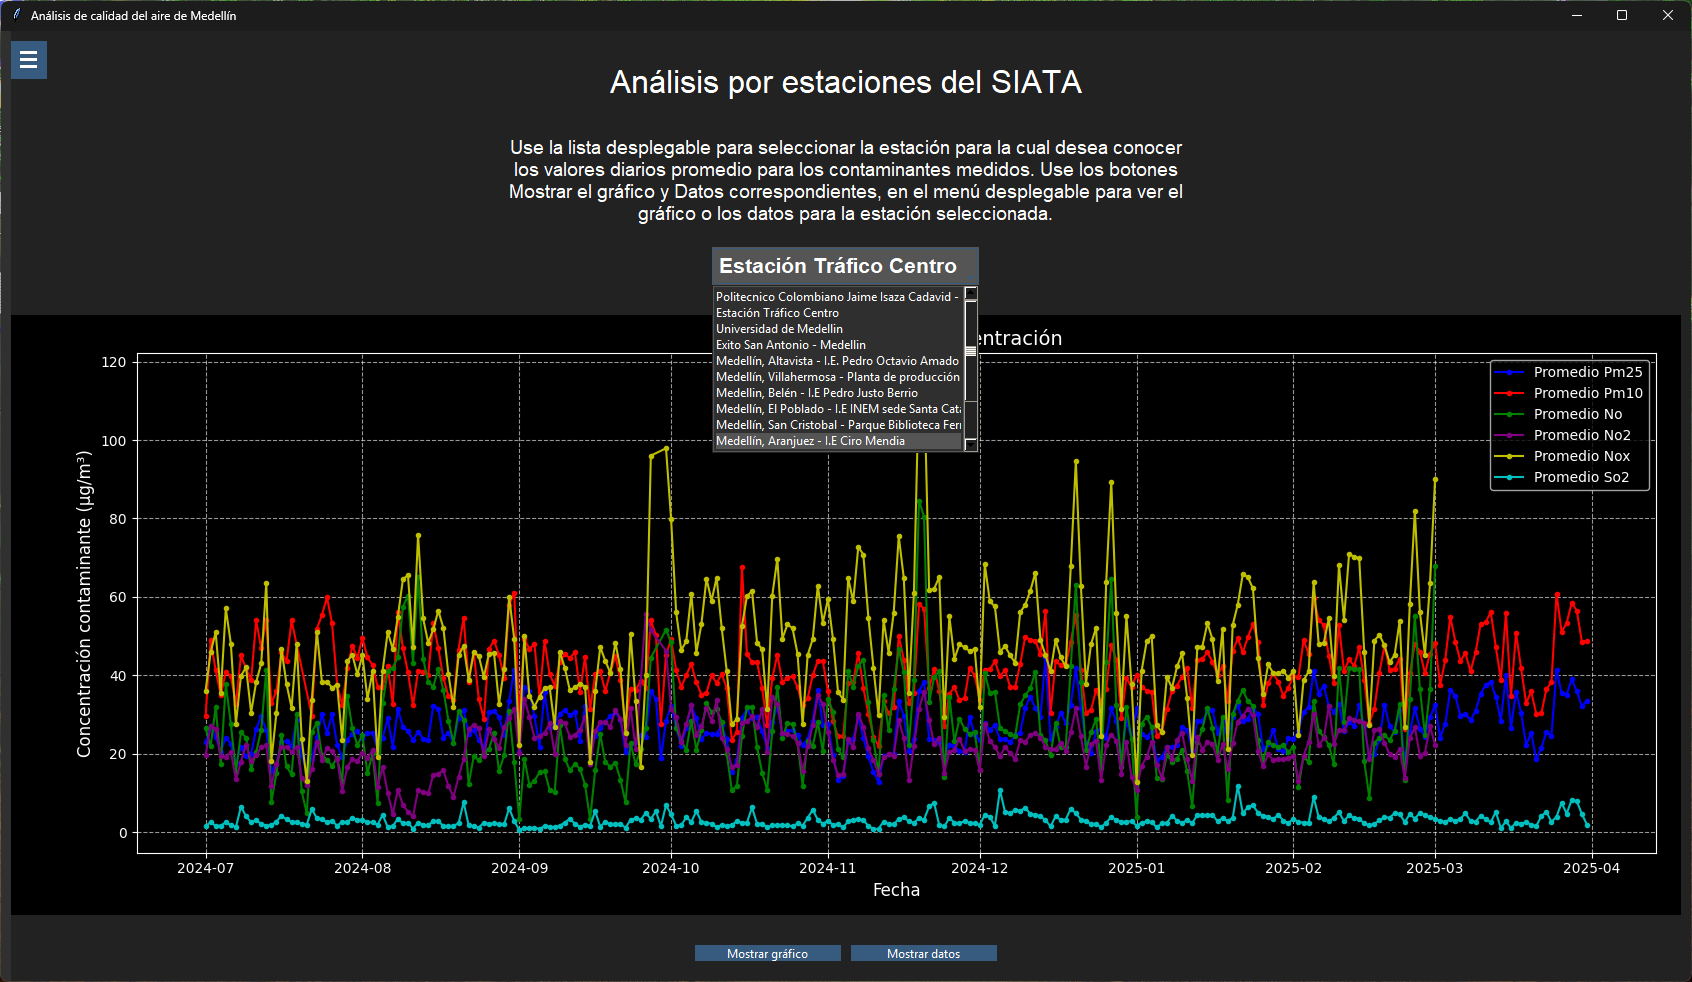 Análisis de calidad del aire de Medellín
Análisis por estaciones del SIATA
Use la lista desplegable para seleccionar la estación para la cual desea conocer
los valores diarios promedio para los contaminantes medidos. Use los botones
Mostrar el gráfico y Datos correspondientes, en el menú desplegable para ver el
gráfico o los datos para la estación seleccionada.
Estación Tráfico Centro
Politecnico Colombiano Jaime Isaza Cadavid -
Estación Tráfico Centro
Universidad de Medellin
Exito San Antonio - Medellin
Medellín, Altavista - I.E. Pedro Octavio Amado
Medellín, Villahermosa - Planta de producción
Medellin, Belén - I.E Pedro Justo Berrio
Medellín, El Poblado - I.E INEM sede Santa Cata
Medellín, San Cristobal - Parque Biblioteca Fern
Medellín, Aranjuez - I.E Ciro Mendia
entración
Promedio Pm25
Promedio Pm10
Promedio No
Promedio No2
Promedio Nox
Promedio So2
Concentración contaminante (µg/m³)
120
100
80
60
40
20
0
2024-07
2024-08
2024-09
2024-10
2024-11
2024-12
2025-01
2025-02
2025-03
2025-04
Fecha
Mostrar gráfico
Mostrar datos